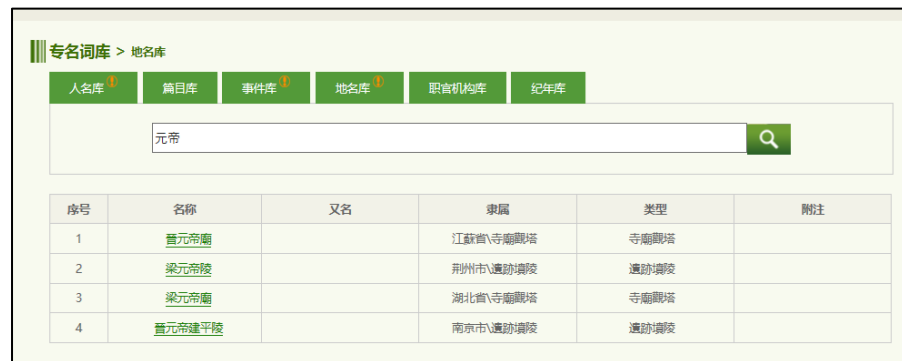 专名词库 > 地名库
人名库 篇目库 事件库 地名库 职官机构库 纪年库
元帝
序号 名称 又名 隶属 类型 附注
1 晉元帝廟 江蘇省\寺廟觀塔 寺廟觀塔
2 梁元帝陵 荆州市\遺跡墳陵 遺跡墳陵
3 梁元帝廟 湖北省\寺廟觀塔 寺廟觀塔
4 晉元帝建平陵 南京市\遺跡墳陵 遺跡墳陵